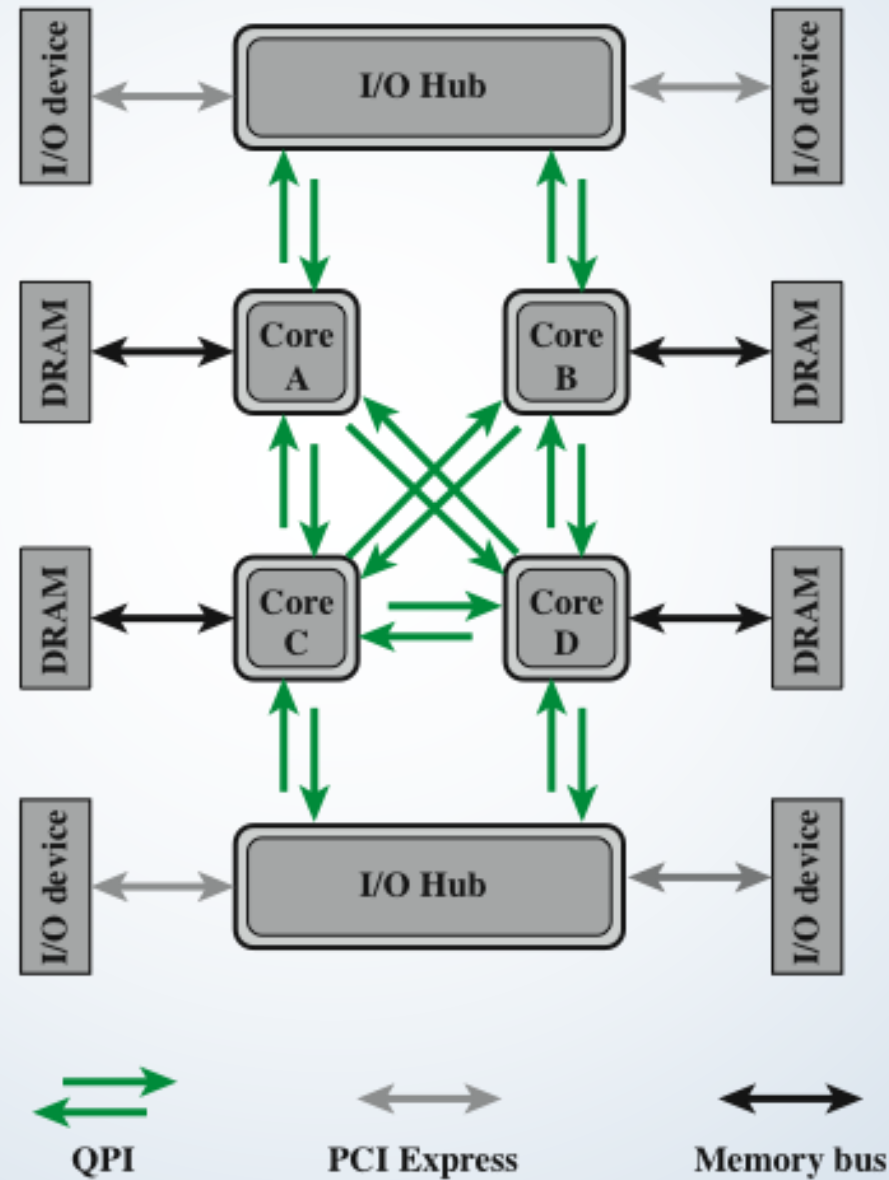 I/O device
I/O Hub
I/O device
DRAM
Core
A
Core
B
DRAM
DRAM
Core
C
Core
D
DRAM
I/O device
I/O Hub
I/O device
QPI
PCI Express
Memory bus